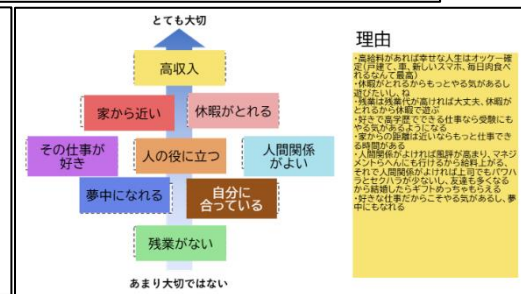 とても大切
高収入
家から近い
休暇がとれる
その仕事が
好き
人の役に立つ
人間関係
がよい
夢中になれる
自分に
合っている
残業がない
あまり大切ではない
理由
・高給料があれば幸せな人生はオッケー確
定(戸建て、車、新しいスマホ、毎日肉食べ
れるなんて最高)
・休暇がとれるからもっとやる気があるし
遊びたいし、ね
・残業は残業代が高ければ大丈夫、休暇が
とれるから休暇で遊ぶ
・好きで高学歴でできる仕事なら受験にも
やる気があるようになる
・家からの距離は近いならもっと仕事でき
る時間がある
・人間関係がよければ風評が高まり、マネジ
メントらへんにも行けるから給料上がる、
それで人間関係がよければ上司でもパワハ
ラとセクハラが少ないし、友達も多くなる
から結婚したらギフトめっちゃもらえる
・好きな仕事だからこそやる気があるし、夢
中にもなれる